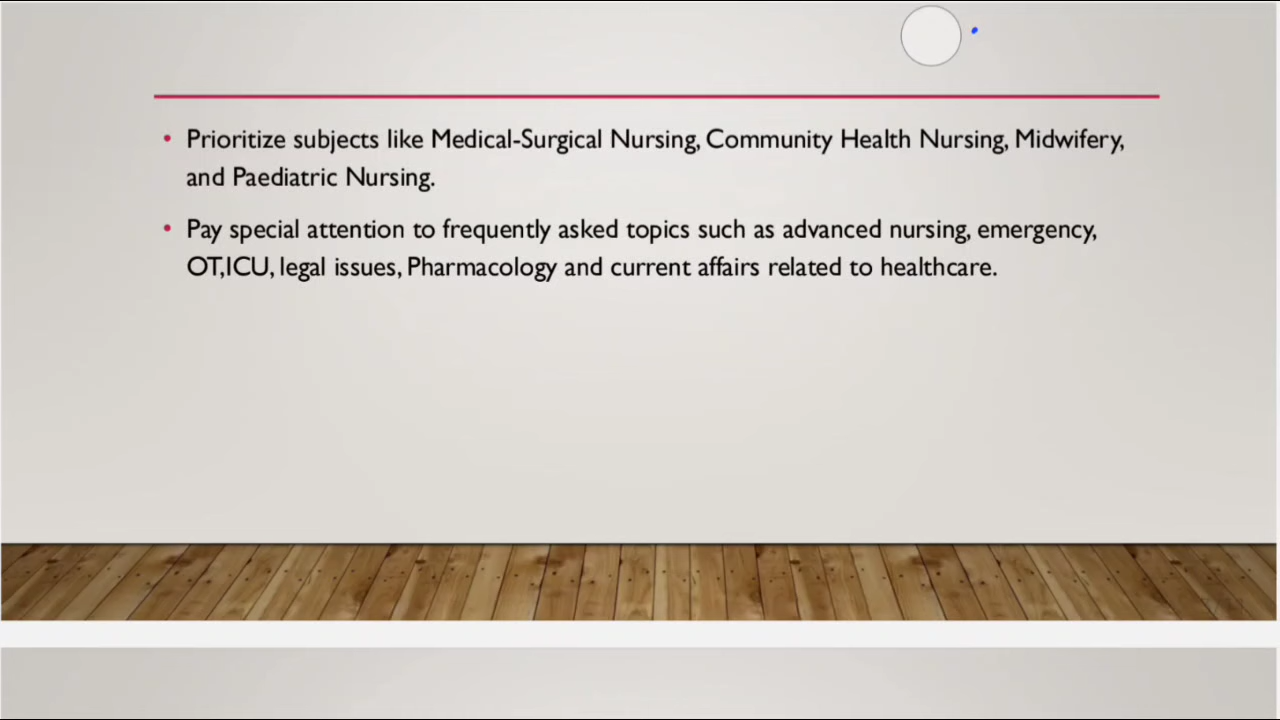 Prioritize subjects like Medical-Surgical Nursing, Community Health Nursing, Midwifery,
and Paediatric Nursing.
Pay special attention to frequently asked topics such as advanced nursing, emergency,
OT,ICU, legal issues, Pharmacology and current affairs related to healthcare.